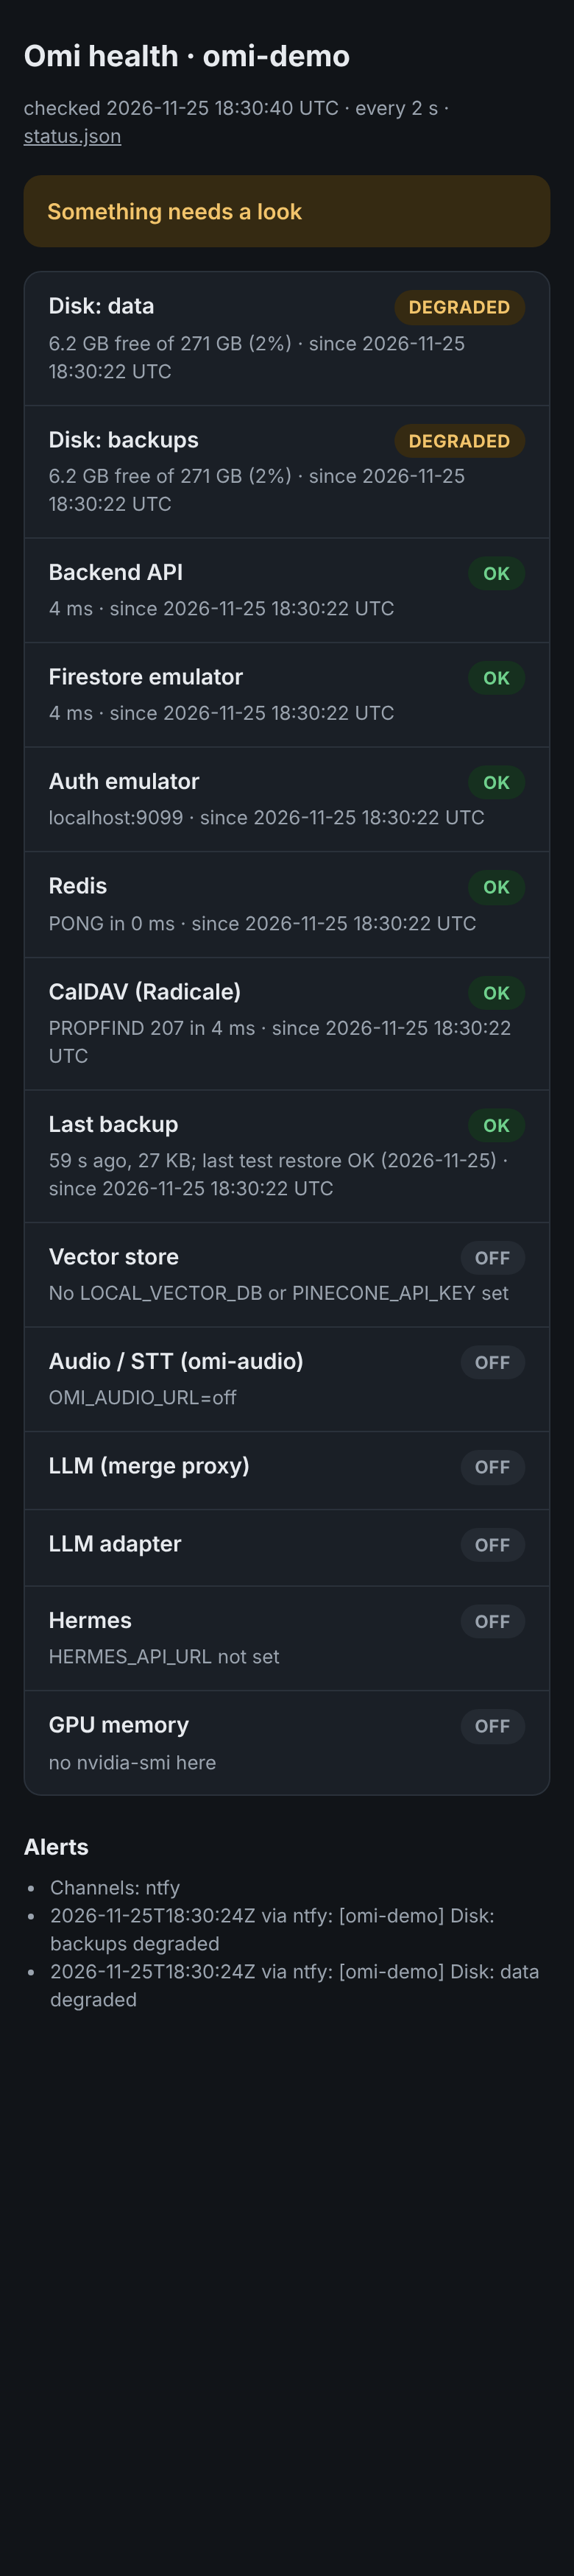 Omi health · omi-demo
checked 2026-11-25 18:30:40 UTC · every 2 s ·
status.json
Something needs a look
Disk: data
DEGRADED
6.2 GB free of 271 GB (2%) · since 2026-11-25
18:30:22 UTC
Disk: backups
DEGRADED
6.2 GB free of 271 GB (2%) · since 2026-11-25
18:30:22 UTC
Backend API
OK
4 ms · since 2026-11-25 18:30:22 UTC
Firestore emulator
OK
4 ms · since 2026-11-25 18:30:22 UTC
Auth emulator
OK
localhost:9099 · since 2026-11-25 18:30:22 UTC
Redis
OK
PONG in 0 ms · since 2026-11-25 18:30:22 UTC
CalDAV (Radicale)
OK
PROPFIND 207 in 4 ms · since 2026-11-25 18:30:22
UTC
Last backup
OK
59 s ago, 27 KB; last test restore OK (2026-11-25) ·
since 2026-11-25 18:30:22 UTC
Vector store
OFF
No LOCAL_VECTOR_DB or PINECONE_API_KEY set
Audio / STT (omi-audio)
OFF
OMI_AUDIO_URL=off
LLM (merge proxy)
OFF
LLM adapter
OFF
Hermes
OFF
HERMES_API_URL not set
GPU memory
OFF
no nvidia-smi here
Alerts
• Channels: ntfy
• 2026-11-25T18:30:24Z via ntfy: [omi-demo] Disk:
backups degraded
• 2026-11-25T18:30:24Z via ntfy: [omi-demo] Disk: data
degraded